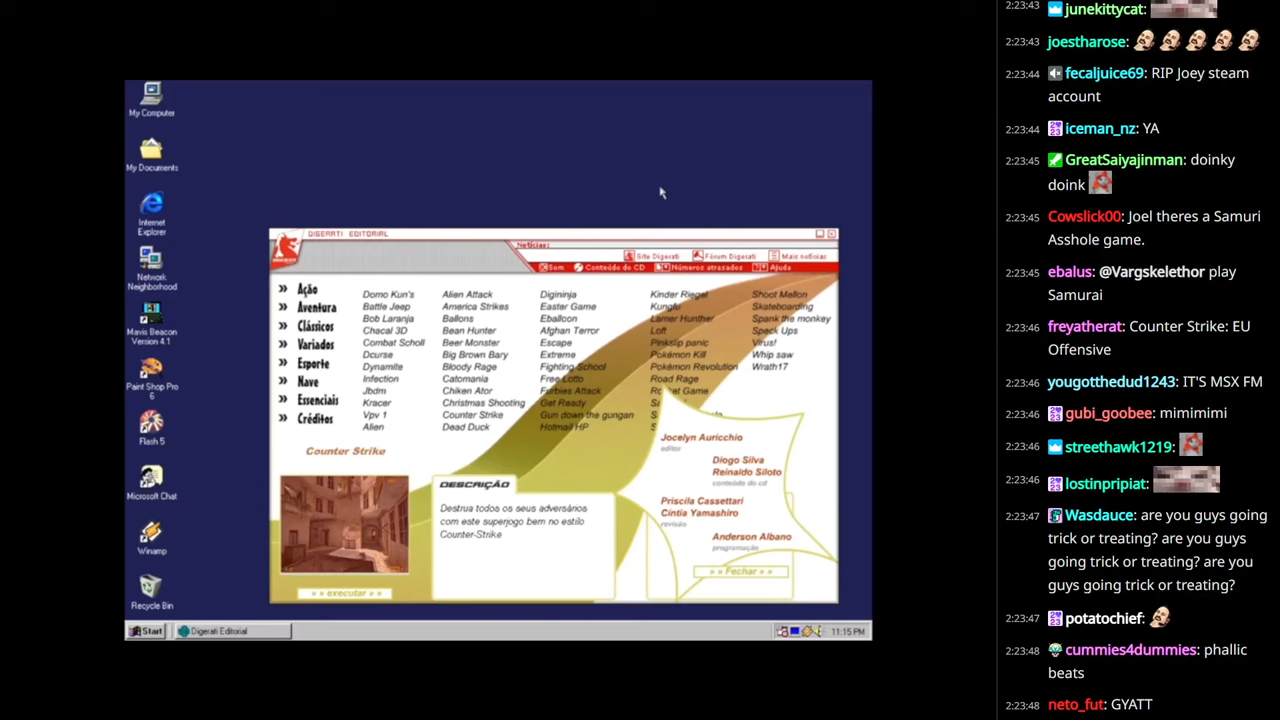 My Computer
My Documents
Internet
Explorer
Network
Neighborhood
Mavis Beacon
Version 4.1
Paint Shop Pro
6
Flash 5
Microsoft Chat
Winamp
Recycle Bin
DIGERATI EDITORIAL
Notícias:
Site Digerati
Fórum Digerati
Mais notícias
Som
Conteúdo do CD
Números atrasados
Ajuda
» Ação
» Aventura
» Clássicos
» Variados
» Esporte
» Nave
» Essenciais
» Créditos
Domo Kun's
Battle Jeep
Bob Laranja
Chacal 3D
Combat Scholl
Dcurse
Dynamite
Infection
Jbdm
Kracer
Vpv 1
Alien
Alien Attack
America Strikes
Ballons
Bean Hunter
Beer Monster
Big Brown Bary
Bloody Rage
Catomania
Chiken Ator
Christmas Shooting
Counter Strike
Dead Duck
Digininja
Easter Game
Eballoon
Afghan Terror
Escape
Extreme
Fighting School
Free Lotto
Furbies Attack
Get Ready
Gun down the gungan
Hotmail HP
Kinder Riegel
Kungfu
Lamer Hunther
Loft
Pinkslip panic
Pokémon Kill
Pokémon Revolution
Road Rage
Shoot Mellon
Skateboarding
Spank the monkey
Speck Ups
Virus!
Whip saw
Wrath17
Counter Strike
» » executar » »
DESCRIÇÃO
Destrua todos os seus adversários
com este superjogo bem no estilo
Counter-Strike
Jocelyn Auricchio
editor
Diogo Silva
Reinaldo Siloto
conteúdo do cd
Priscila Cassettari
Cintia Yamashiro
revisão
Anderson Albano
programação
» » Fechar » »
Start
Digerati Editorial
11:15 PM
2:23:43 junekittycat:
2:23:43 joestharose:
2:23:44 fecaljuice69: RIP Joey steam
account
2:23:44 iceman_nz: YA
2:23:45 GreatSaiyajinman: doinky
doink
2:23:45 Cowslick00: Joel theres a Samuri
Asshole game.
2:23:45 ebalus: @Vargskelethor play
Samurai
2:23:46 freyatherat: Counter Strike: EU
Offensive
2:23:46 yougotthedud1243: IT'S MSX FM
2:23:46 gubi_goobee: mimimimi
2:23:46 streethawk1219:
2:23:46 lostinpripiat:
2:23:47 Wasdauce: are you guys going
trick or treating? are you guys
going trick or treating? are you
guys going trick or treating?
2:23:47 potatochief:
2:23:48 cummies4dummies: phallic
beats
2:23:48 neto_fut: GYATT